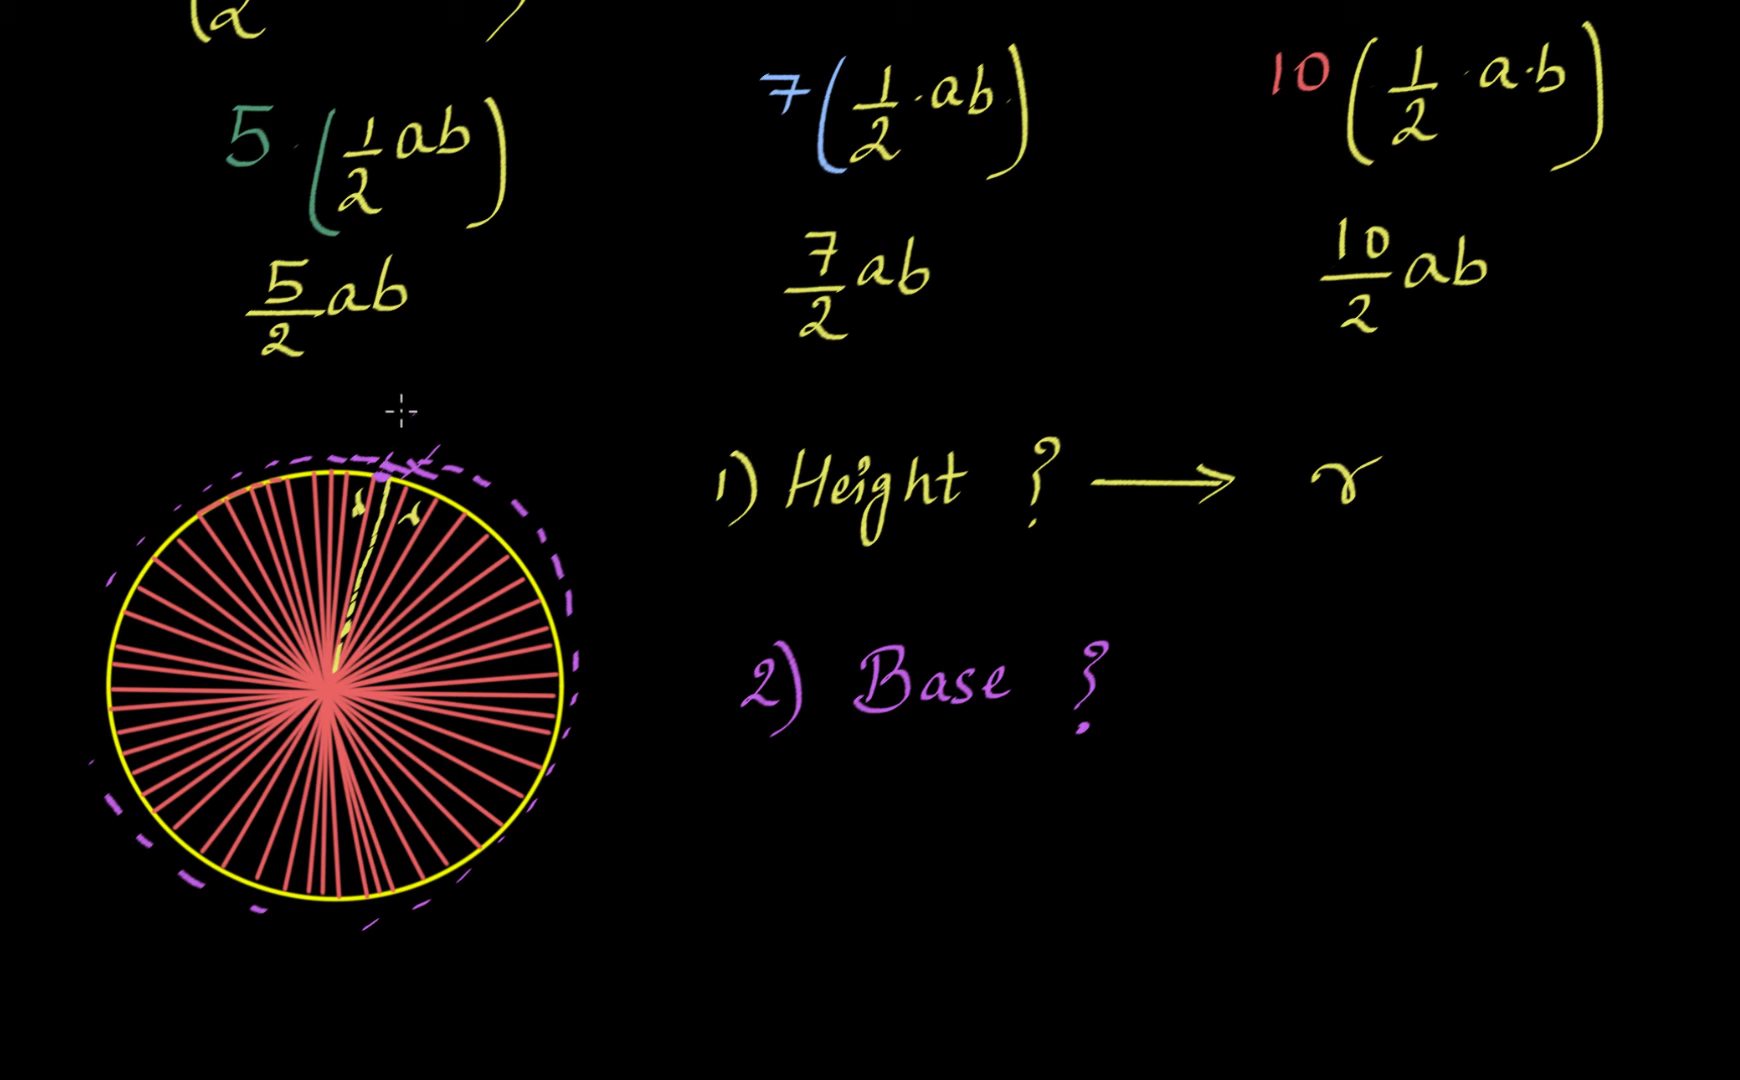 5 · (1/2 ab)
5/2 ab
7 (1/2 · ab)
7/2 ab
10 (1/2 · a·b)
10/2 ab
1) Height ? → r
2) Base ?